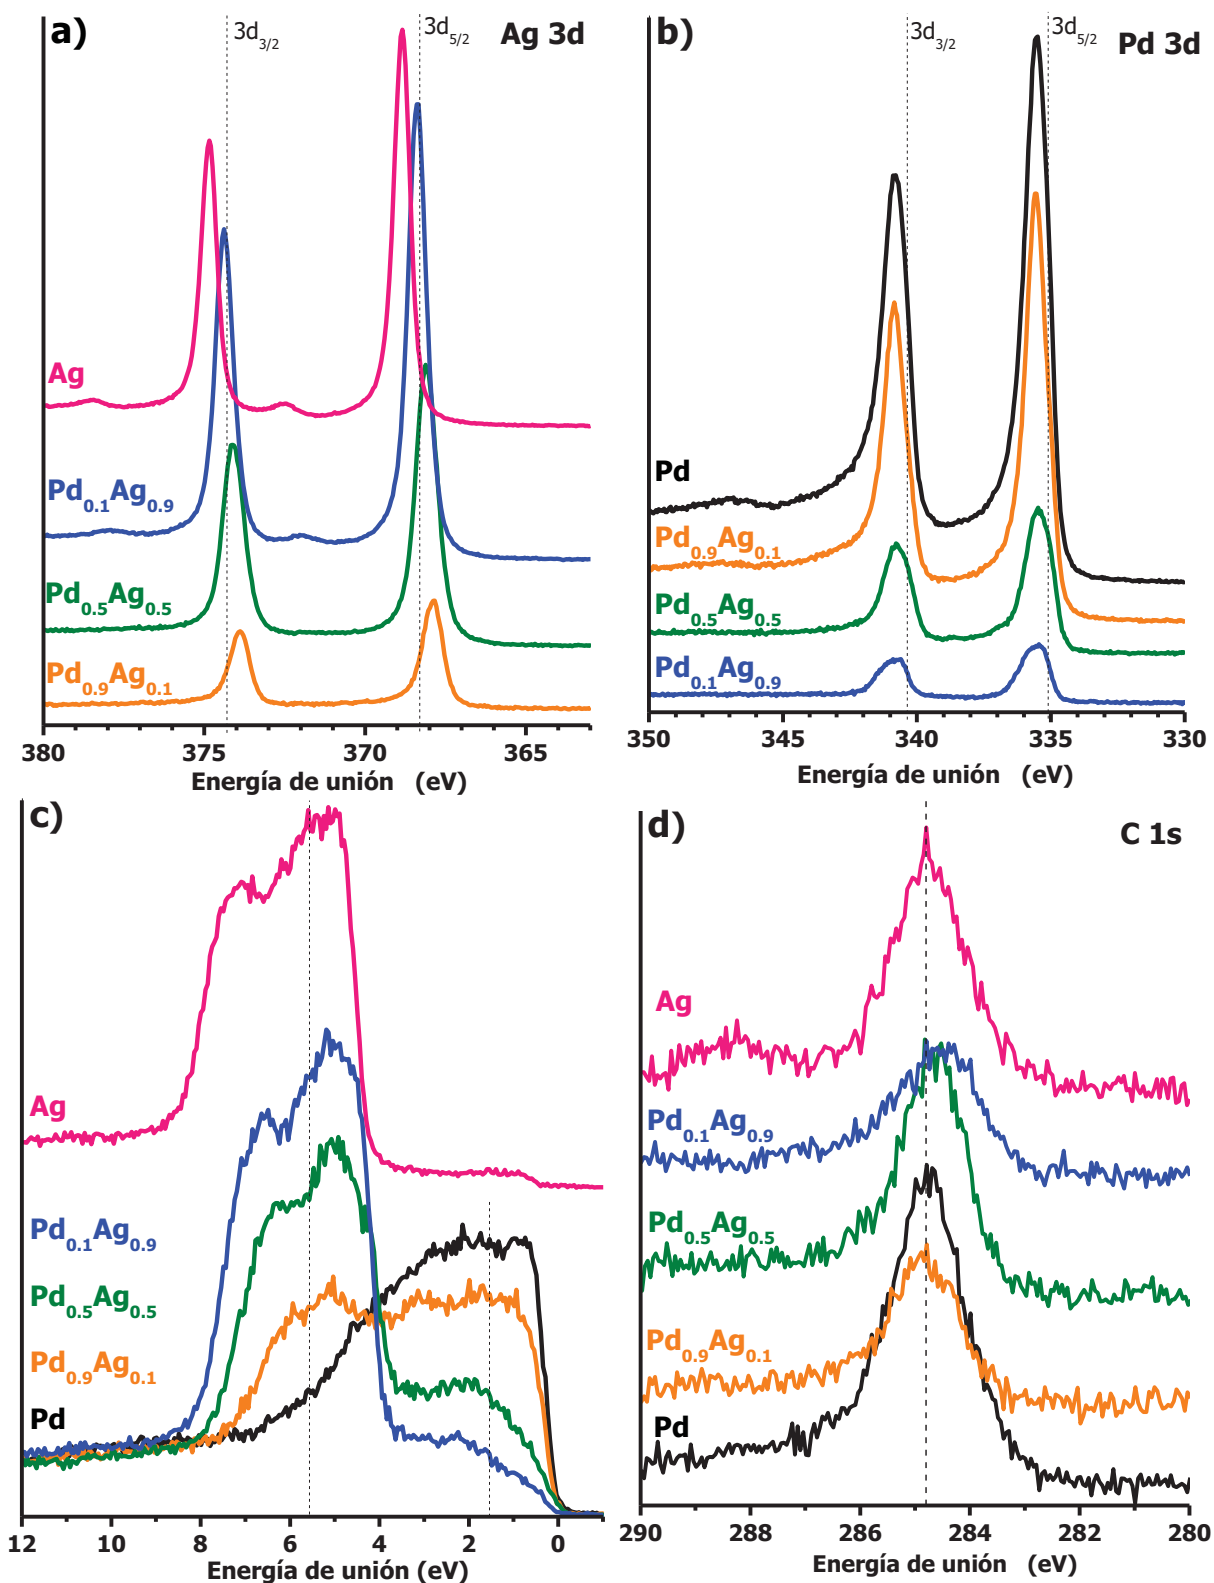 a)
3d3/2
3d5/2
Ag 3d
Ag
Pd0.1Ag0.9
Pd0.5Ag0.5
Pd0.9Ag0.1
380 375 370 365
Energía de unión (eV)
b)
3d3/2
3d5/2
Pd 3d
Pd
Pd0.9Ag0.1
Pd0.5Ag0.5
Pd0.1Ag0.9
350 345 340 335 330
Energía de unión (eV)
c)
Ag
Pd0.1Ag0.9
Pd0.5Ag0.5
Pd0.9Ag0.1
Pd
12 10 8 6 4 2 0
Energía de unión (eV)
d)
C 1s
Ag
Pd0.1Ag0.9
Pd0.5Ag0.5
Pd0.9Ag0.1
Pd
290 288 286 284 282 280
Energía de unión (eV)